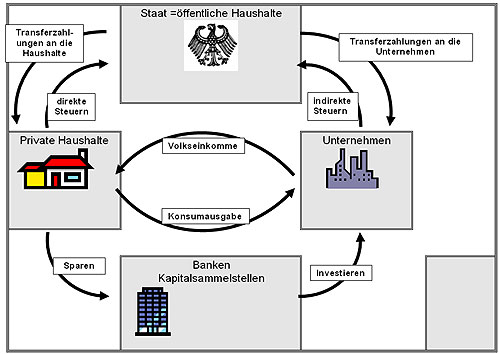 Staat =öffentliche Haushalte
Transferzahl-
ungen an die
Haushalte
Transferzahlungen an die
Unternehmen
direkte
Steuern
Indirekte
Steuern
Private Haushalte
Volkseinkomme
Unternehmen
Konsumausgabe
Sparen
Banken
Kapitalsammelstellen
Investieren